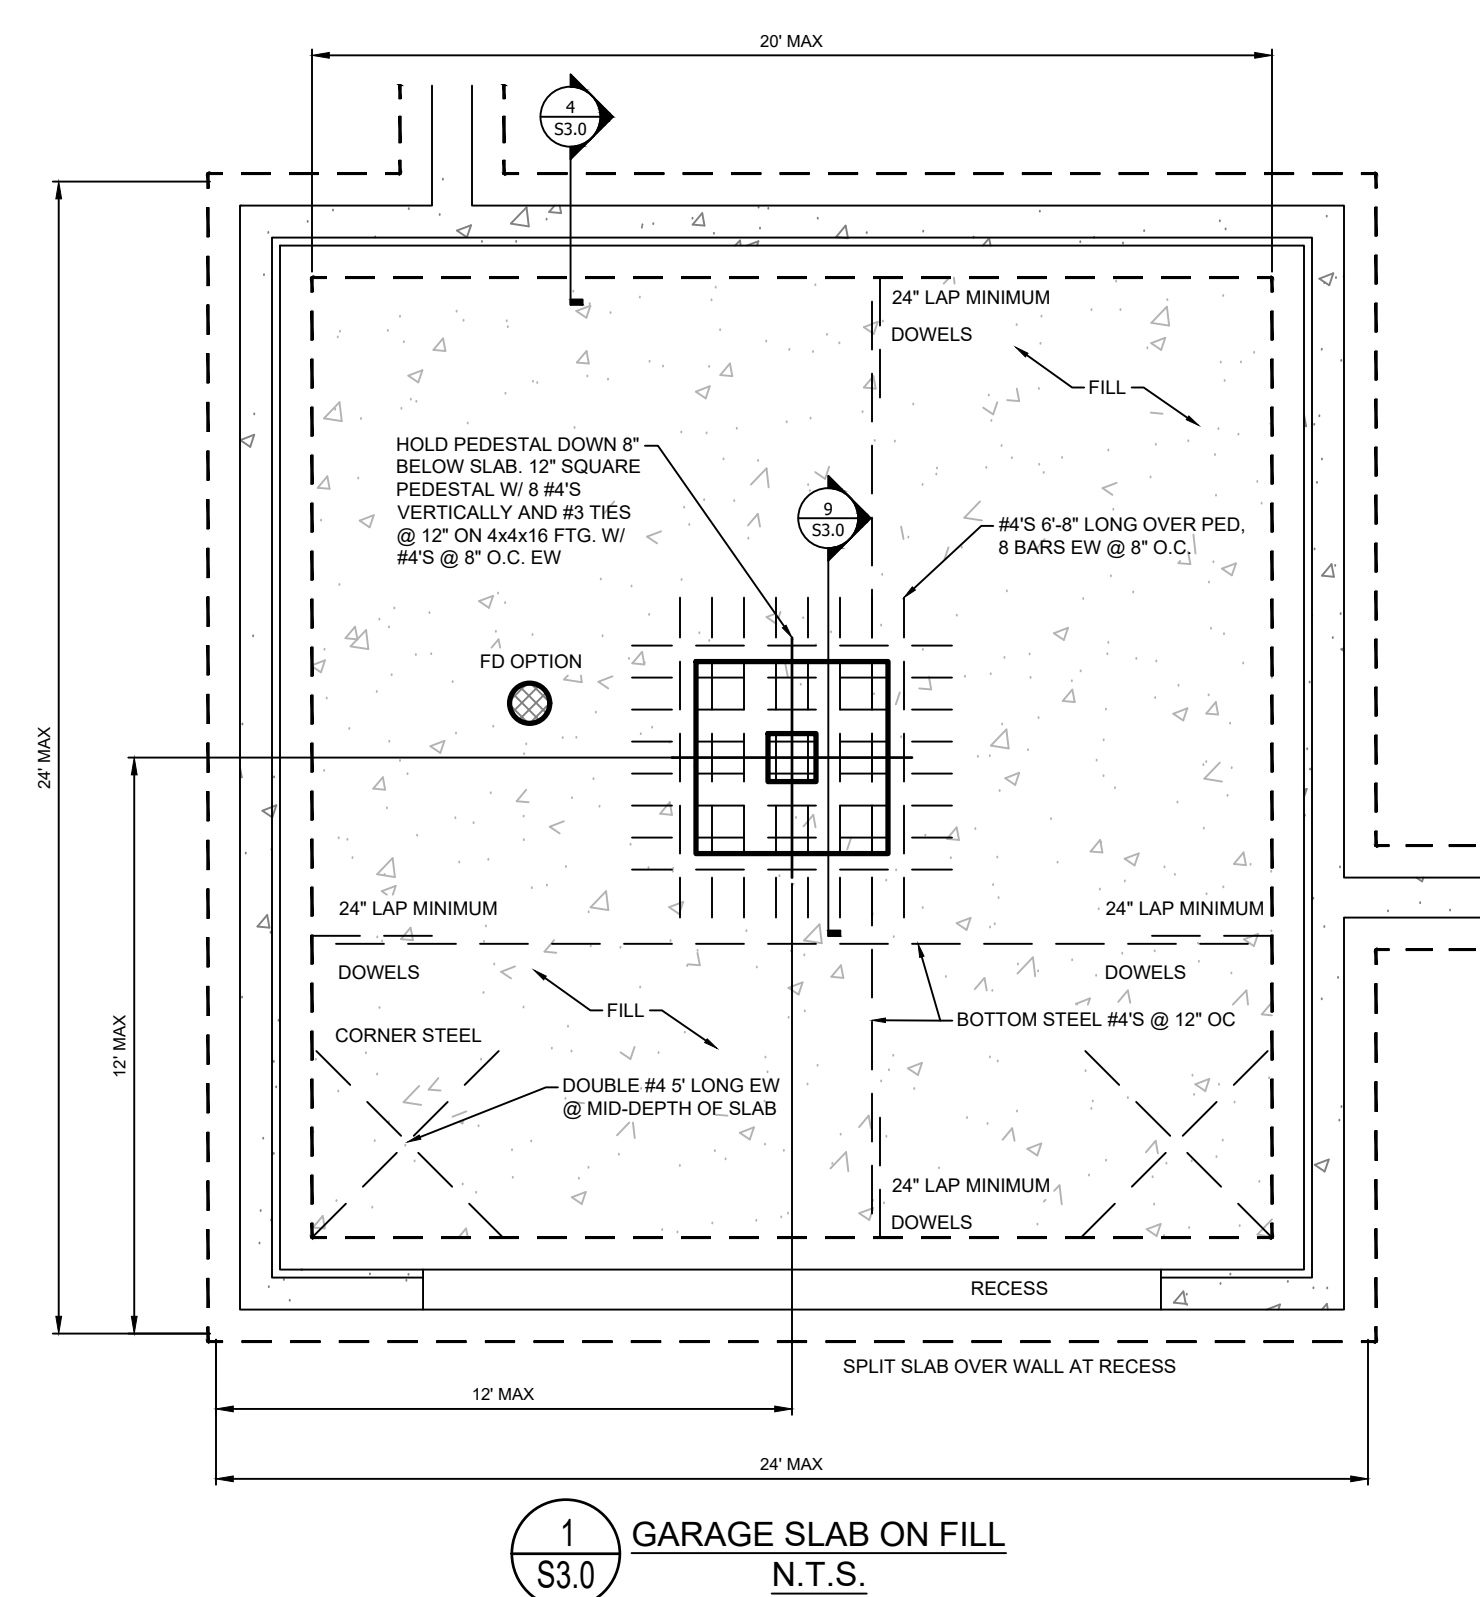 20' MAX
4
S3.0
24" LAP MINIMUM
DOWELS
FILL
HOLD PEDESTAL DOWN 8"
BELOW SLAB. 12" SQUARE
PEDESTAL W/ 8 #4'S
VERTICALLY AND #3 TIES
@ 12" ON 4x4x16 FTG. W/
#4'S @ 8" O.C. EW
9
S3.0
#4'S 6'-8" LONG OVER PED,
8 BARS EW @ 8" O.C.
FD OPTION
24' MAX
24" LAP MINIMUM
24" LAP MINIMUM
DOWELS
DOWELS
FILL
BOTTOM STEEL #4'S @ 12" OC
CORNER STEEL
12' MAX
DOUBLE #4 5' LONG EW
@ MID-DEPTH OF SLAB
24" LAP MINIMUM
DOWELS
RECESS
SPLIT SLAB OVER WALL AT RECESS
12' MAX
24' MAX
1
S3.0
GARAGE SLAB ON FILL
N.T.S.